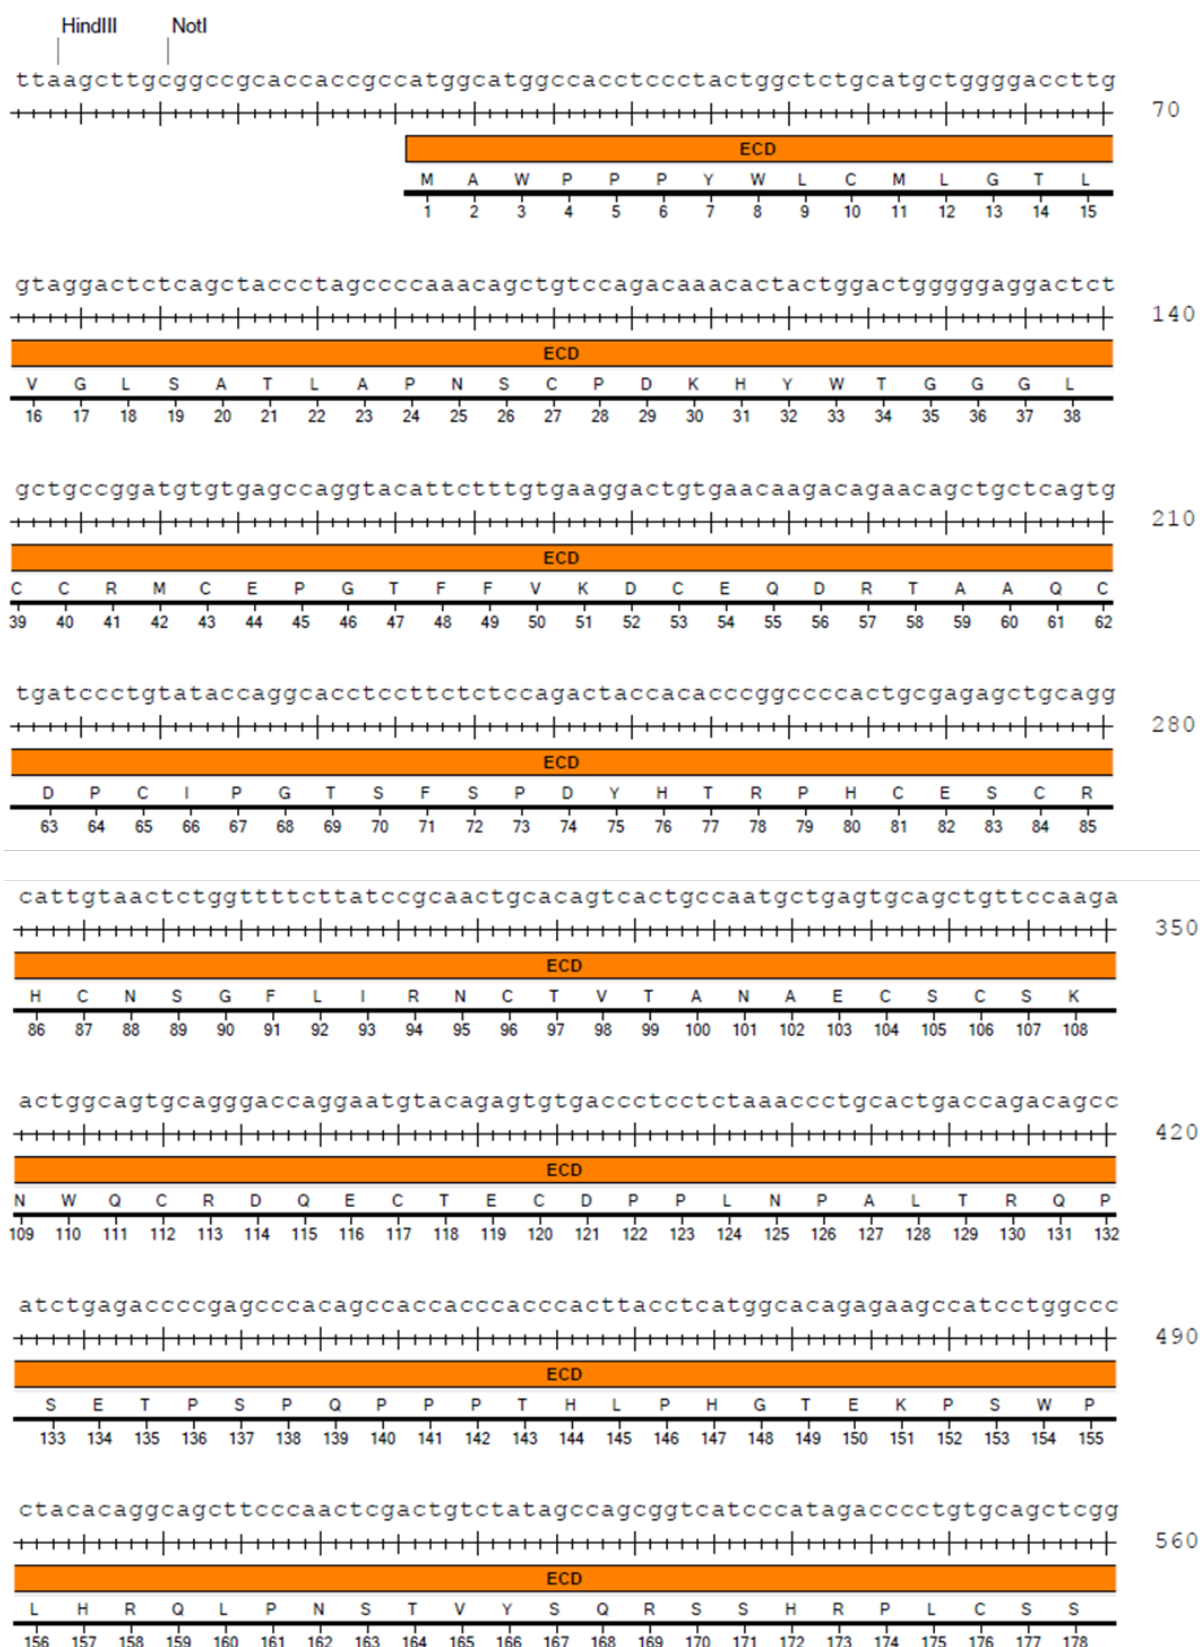 HindIII NotI
ttaagcttgcggccgcaccaccgccatggcatggccacctccctactggctctgcatgctggggaccttg
70
ECD
M A W P P P Y W L C M L G T L
1 2 3 4 5 6 7 8 9 10 11 12 13 14 15
gtaggactctcagctaccctagccccaaacagctgtccagacaaacactactggactgggggaggactct
140
ECD
V G L S A T L A P N S C P D K H Y W T G G G L
16 17 18 19 20 21 22 23 24 25 26 27 28 29 30 31 32 33 34 35 36 37 38
gctgccggatgtgtgagccaggtacattctttgtgaaggactgtgaacaagacagaacagctgctcagtg
210
ECD
C C R M C E P G T F F V K D C E Q D R T A A Q C
39 40 41 42 43 44 45 46 47 48 49 50 51 52 53 54 55 56 57 58 59 60 61 62
tgatccctgtataccaggcacctccttctctccagactaccacacccggccccactgcgagagctgcagg
280
ECD
D P C I P G T S F S P D Y H T R P H C E S C R
63 64 65 66 67 68 69 70 71 72 73 74 75 76 77 78 79 80 81 82 83 84 85
cattgtaactctggttttcttatccgcaactgcacagtcactgccaatgctgagtgcagctgttccaaga
350
ECD
H C N S G F L I R N C T V T A N A E C S C S K
86 87 88 89 90 91 92 93 94 95 96 97 98 99 100 101 102 103 104 105 106 107 108
actggcagtgcagggaccaggaatgtacagagtgtgaccctcctctaaaccctgcactgaccagacagcc
420
ECD
N W Q C R D Q E C T E C D P P L N P A L T R Q P
109 110 111 112 113 114 115 116 117 118 119 120 121 122 123 124 125 126 127 128 129 130 131 132
atctgagaccccgagcccacagccaccacccacccacttacctcatggcacagagaagccatcctggccc
490
ECD
S E T P S P Q P P P T H L P H G T E K P S W P
133 134 135 136 137 138 139 140 141 142 143 144 145 146 147 148 149 150 151 152 153 154 155
ctacacaggcagcttcccaactcgactgtctatagccagcggtcatcccatagacccctgtgcagctcgg
560
ECD
L H R Q L P N S T V Y S Q R S S H R P L C S S
156 157 158 159 160 161 162 163 164 165 166 167 168 169 170 171 172 173 174 175 176 177 178